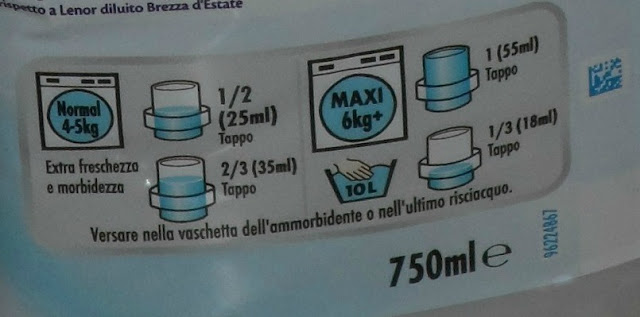 rispetto a Lenor diluito Brezza d'Estate
Normal
4-5kg
1/2
(25ml)
Tappo
Extra freschezza
e morbidezza
2/3 (35ml)
Tappo
MAXI
6kg+
1 (55ml)
Tappo
10L
1/3 (18ml)
Tappo
Versare nella vaschetta dell'ammorbidente o nell'ultimo risciacquo.
96224867
750ml e